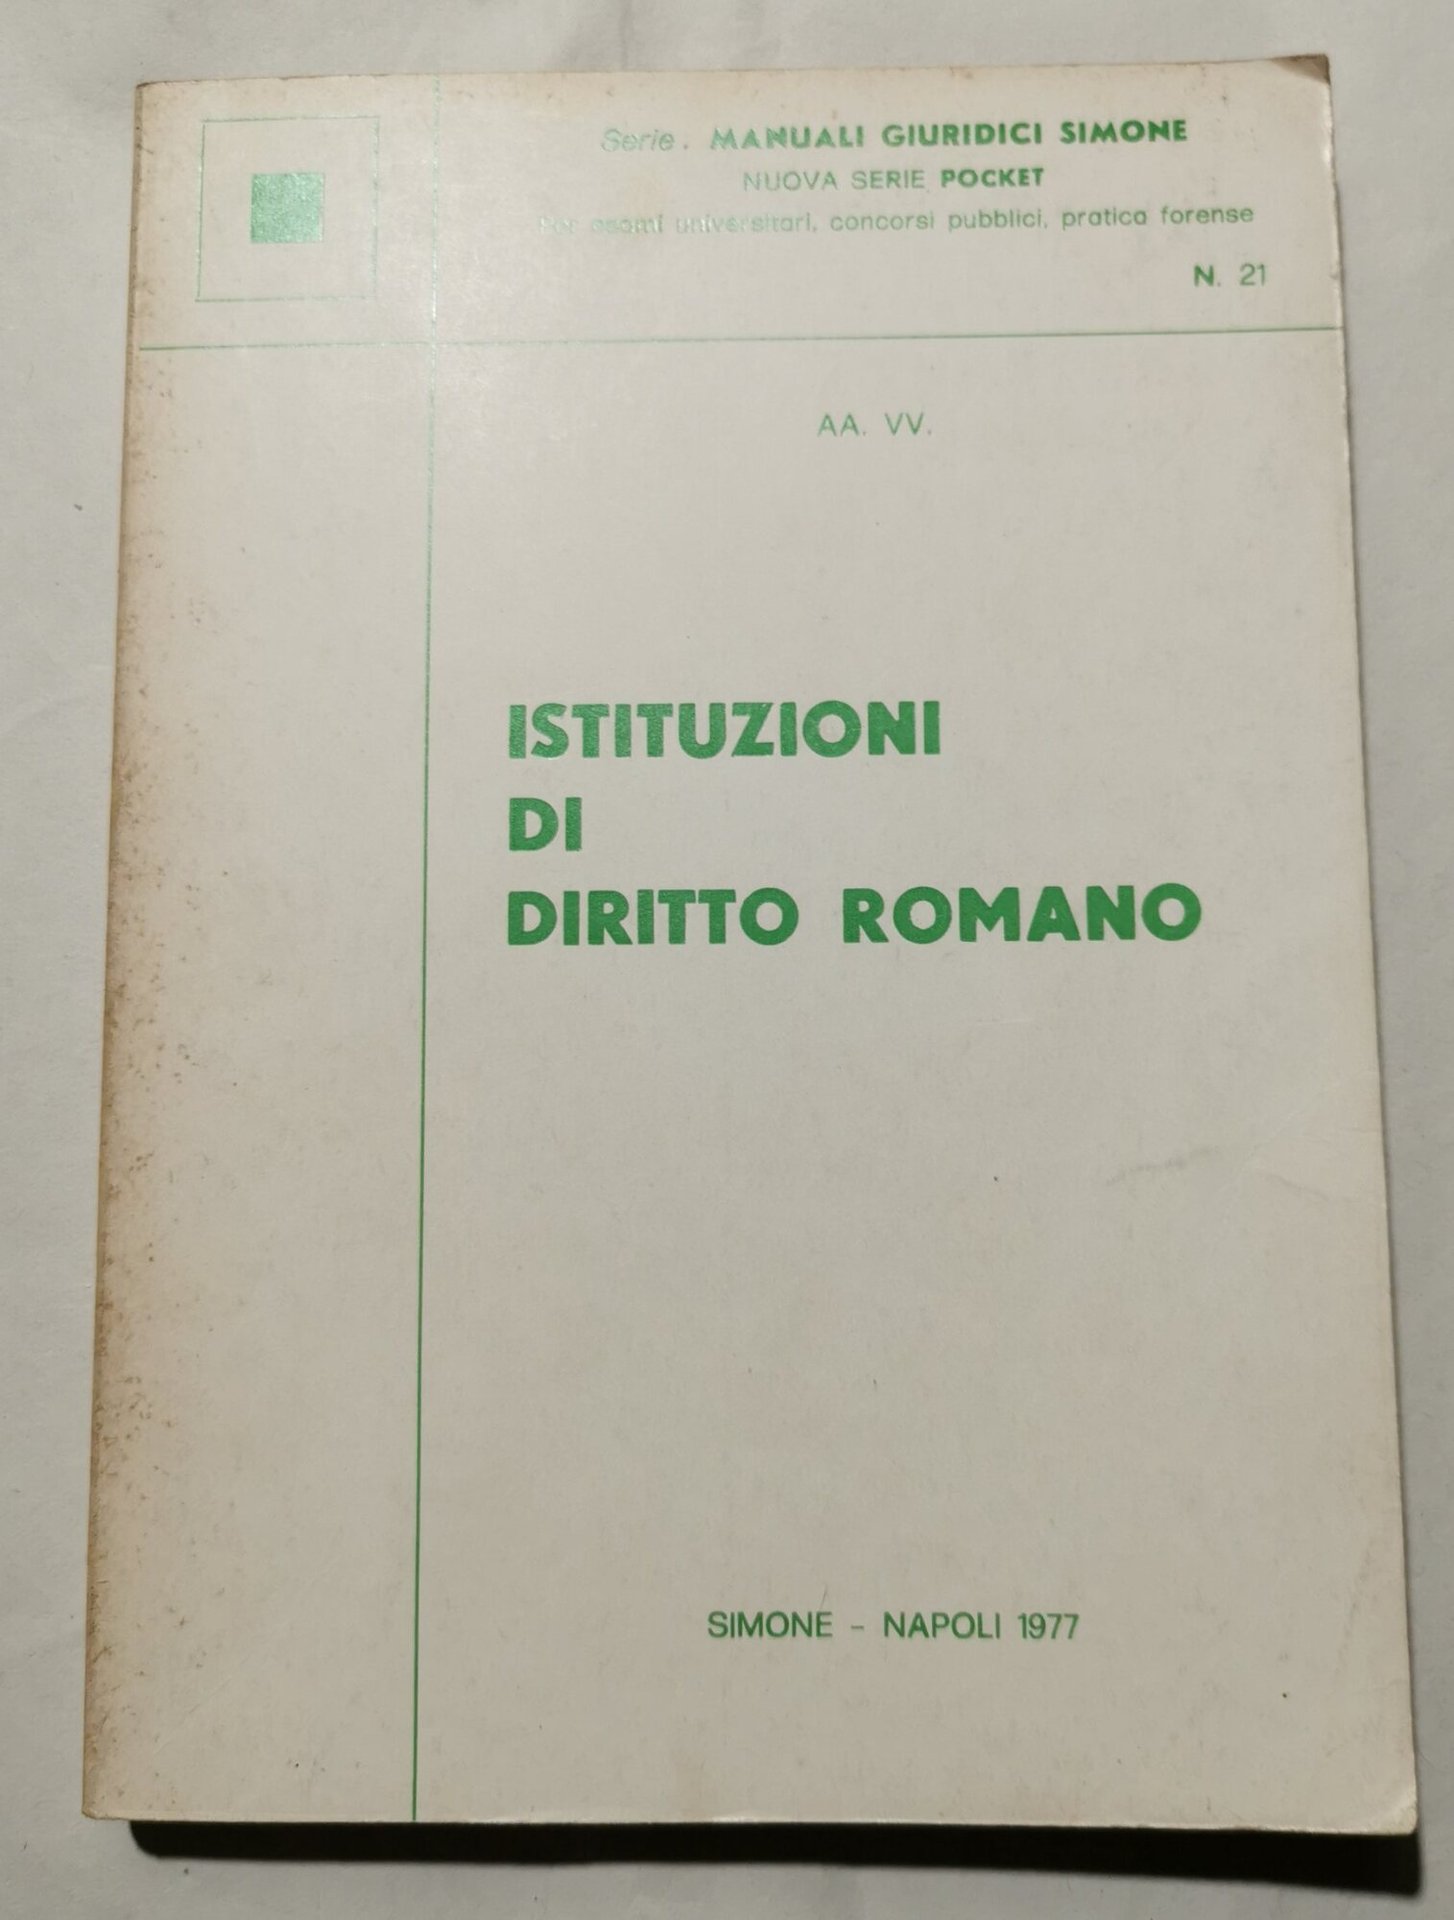 Serie. MANUALI GIURIDICI SIMONE
NUOVA SERIE POCKET
Per esami universitari, concorsi pubblici, pratica forense
N. 21
AA. VV.
ISTITUZIONI
DI
DIRITTO ROMANO
SIMONE - NAPOLI 1977